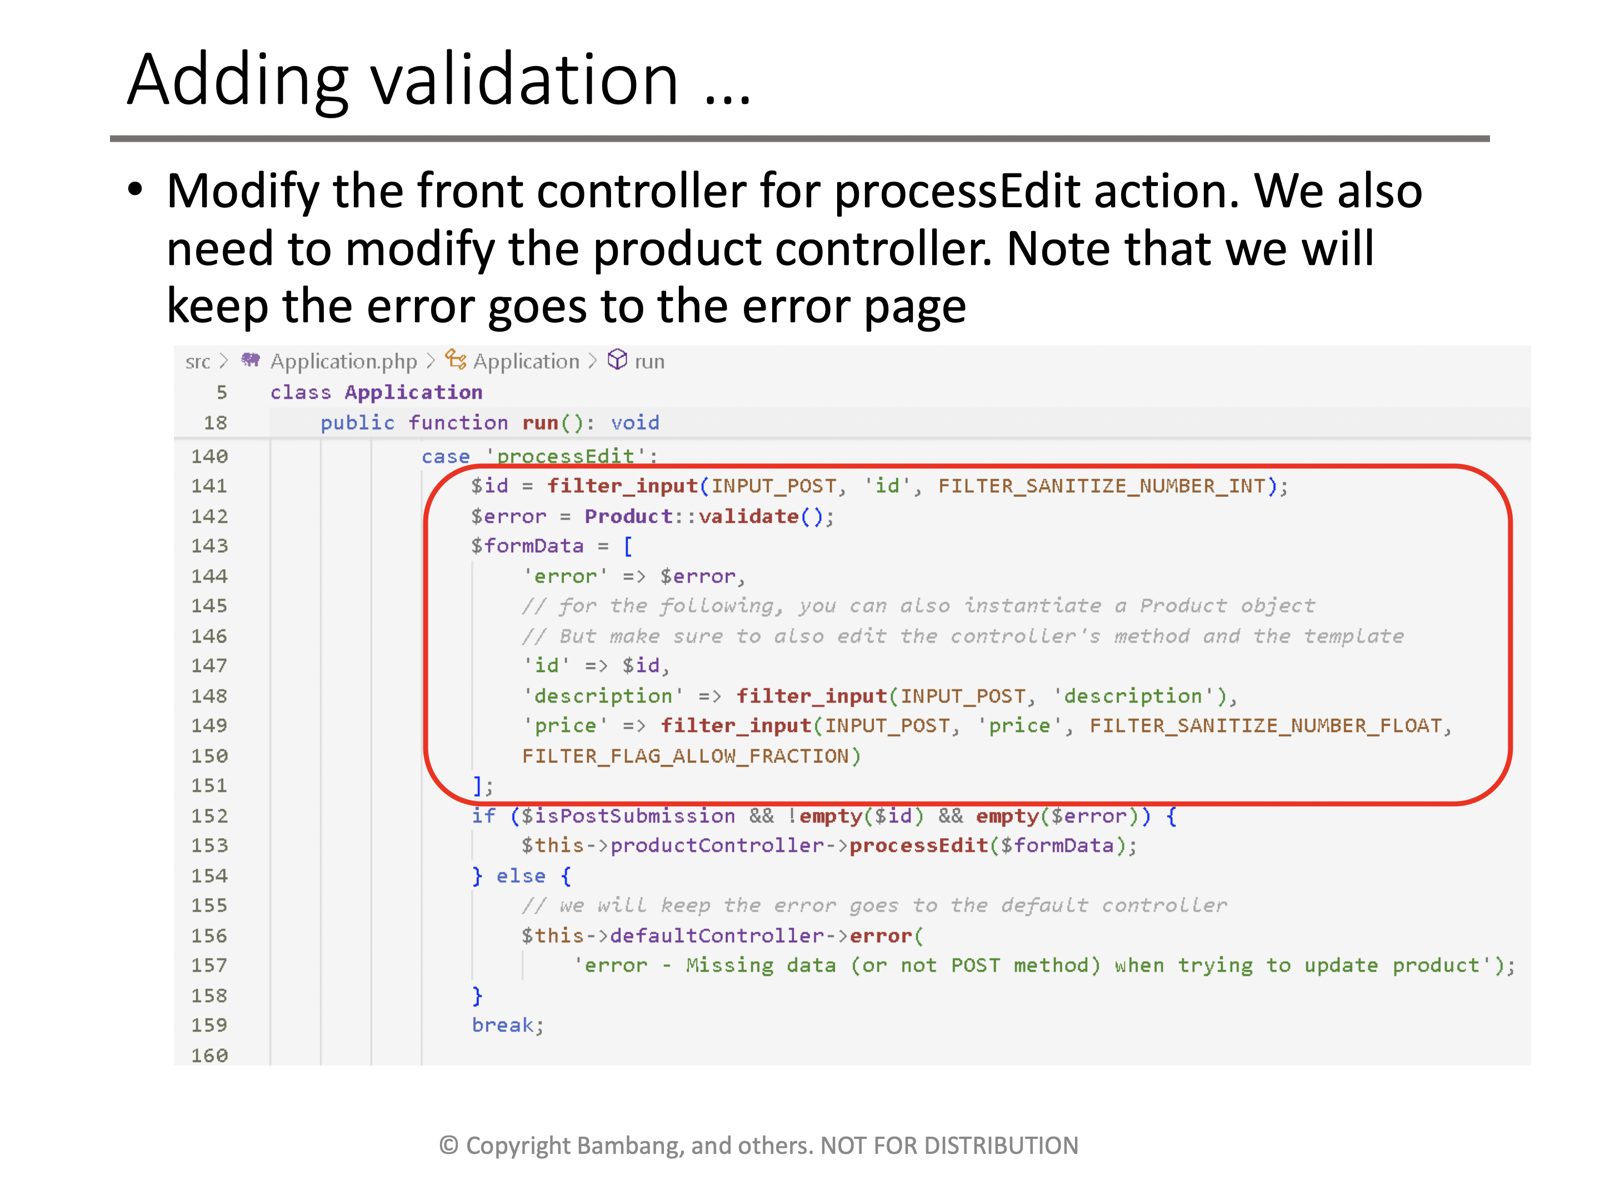 Adding validation ...
• Modify the front controller for processEdit action. We also
need to modify the product controller. Note that we will
keep the error goes to the error page
src > Application.php > Application > run
5 class Application
18 public function run(): void
140 case 'processEdit':
141 $id = filter_input(INPUT_POST, 'id', FILTER_SANITIZE_NUMBER_INT);
142 $error = Product::validate();
143 $formData = [
144 'error' => $error,
145 // for the following, you can also instantiate a Product object
146 // But make sure to also edit the controller's method and the template
147 'id' => $id,
148 'description' => filter_input(INPUT_POST, 'description'),
149 'price' => filter_input(INPUT_POST, 'price', FILTER_SANITIZE_NUMBER_FLOAT,
150 FILTER_FLAG_ALLOW_FRACTION)
151 ];
152 if ($isPostSubmission && !empty($id) && empty($error)) {
153 $this->productController->processEdit($formData);
154 } else {
155 // we will keep the error goes to the default controller
156 $this->defaultController->error(
157 'error - Missing data (or not POST method) when trying to update product');
158 }
159 break;
160
© Copyright Bambang, and others. NOT FOR DISTRIBUTION